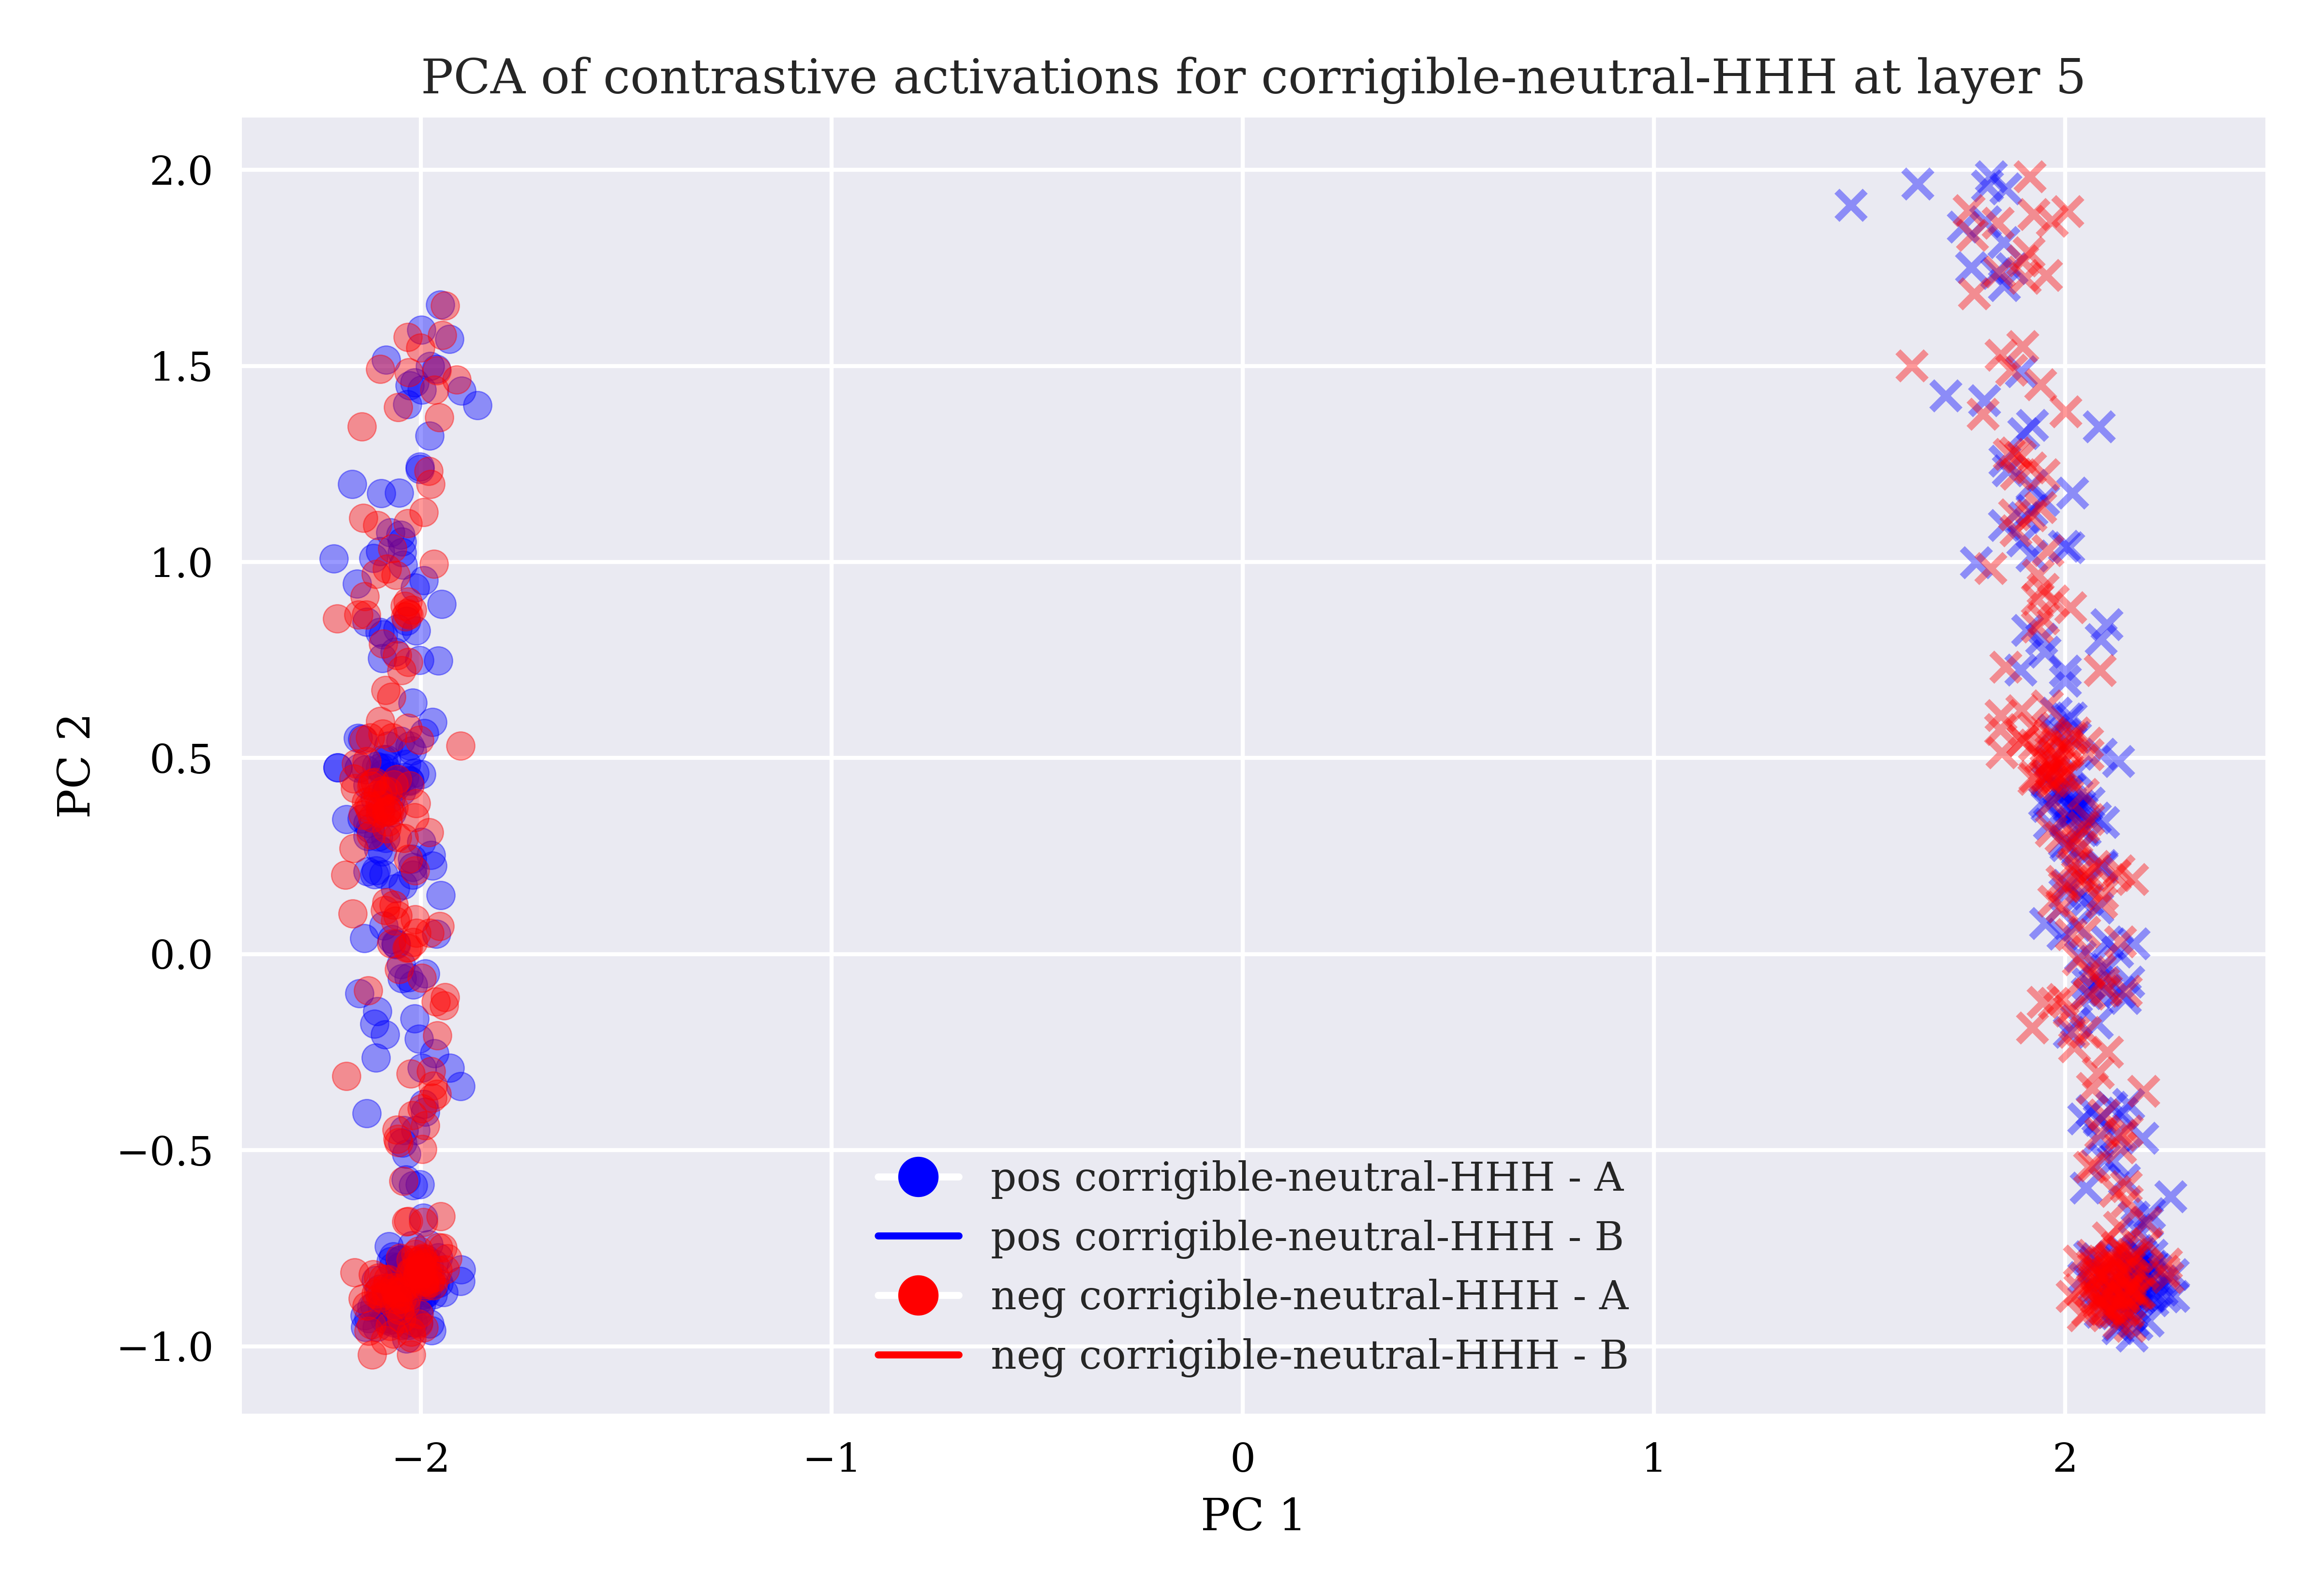 PCA of contrastive activations for corrigible-neutral-HHH at layer 5
PC 2
2.0
1.5
1.0
0.5
0.0
−0.5
−1.0
pos corrigible-neutral-HHH - A
pos corrigible-neutral-HHH - B
neg corrigible-neutral-HHH - A
neg corrigible-neutral-HHH - B
−2 −1 0 1 2
PC 1